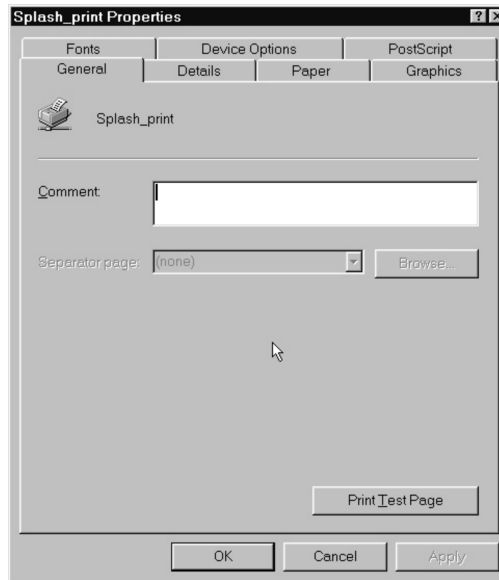 Splash_print Properties
Fonts Device Options PostScript
General Details Paper Graphics
Splash_print
Comment:
Separator page: (none) Browse...
Print Test Page
OK Cancel Apply